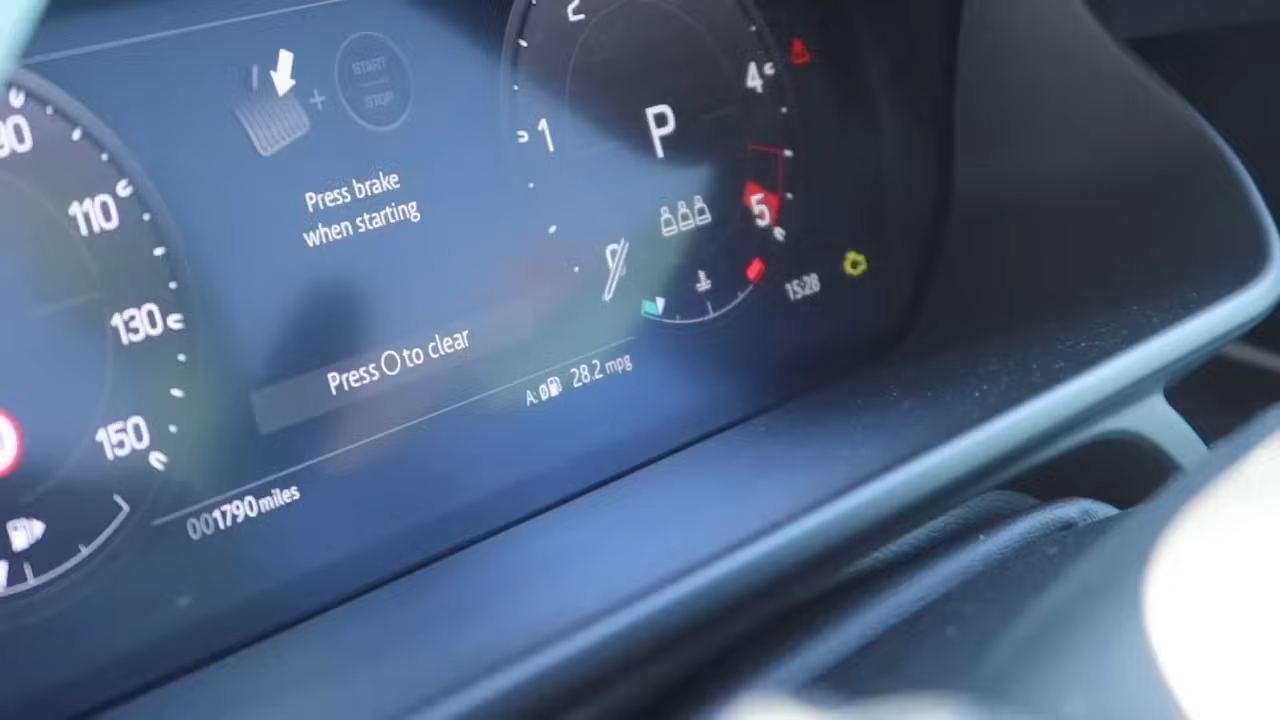 START
STOP
Press brake
when starting
Press O to clear
A: Ø 28.2 mpg
001790 miles
90
110
130
150
2
1
P
4
5
15:28